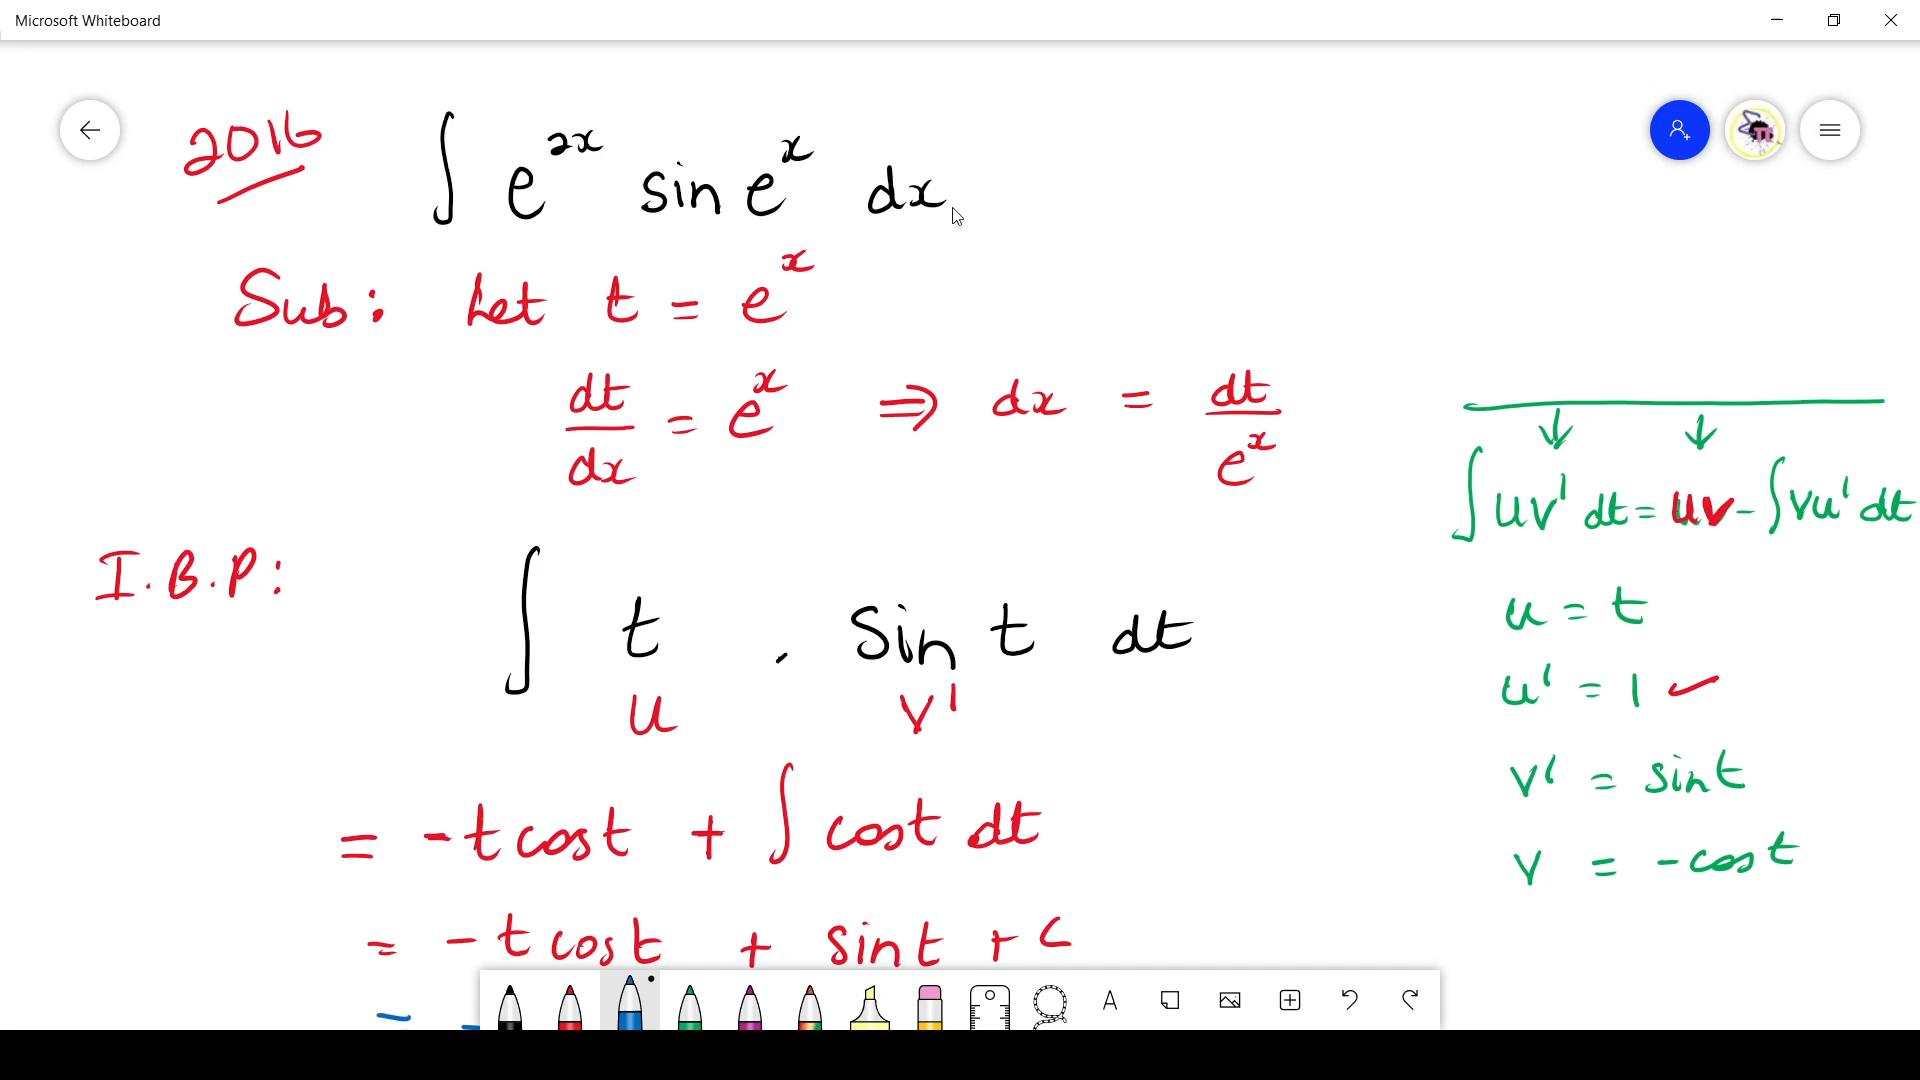 Microsoft Whiteboard
2016
∫ e^{2x} sin e^x dx
Sub: Let t = e^x
dt/dx = e^x ⇒ dx = dt/e^x
I.B.P:
∫ t . Sin t dt
u v'
= -t cos t + ∫ cos t dt
= - t cos t + sin t + c
∫ uv' dt = uv - ∫ vu' dt
u = t
u' = 1 ✓
v' = sin t
v = -cos t